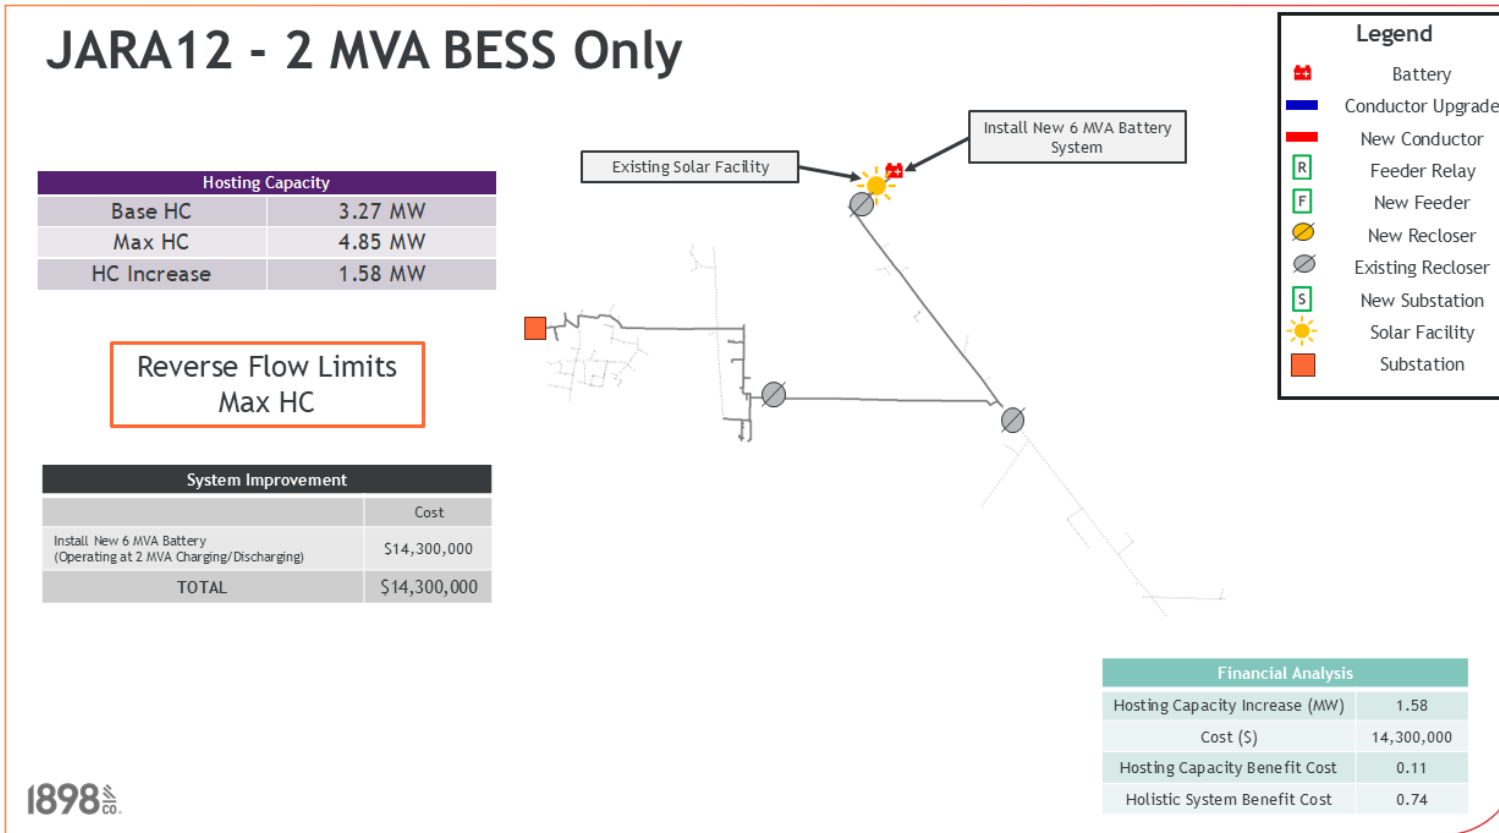 JARA12 - 2 MVA BESS Only
Legend
Battery
Conductor Upgrade
New Conductor
R Feeder Relay
F New Feeder
New Recloser
Existing Recloser
S New Substation
Solar Facility
Substation
Install New 6 MVA Battery
System
Existing Solar Facility
Hosting Capacity
Base HC 3.27 MW
Max HC 4.85 MW
HC Increase 1.58 MW
Reverse Flow Limits
Max HC
System Improvement
Cost
Install New 6 MVA Battery
(Operating at 2 MVA Charging/Discharging) $14,300,000
TOTAL $14,300,000
Financial Analysis
Hosting Capacity Increase (MW) 1.58
Cost ($) 14,300,000
Hosting Capacity Benefit Cost 0.11
Holistic System Benefit Cost 0.74
1898 & CO.